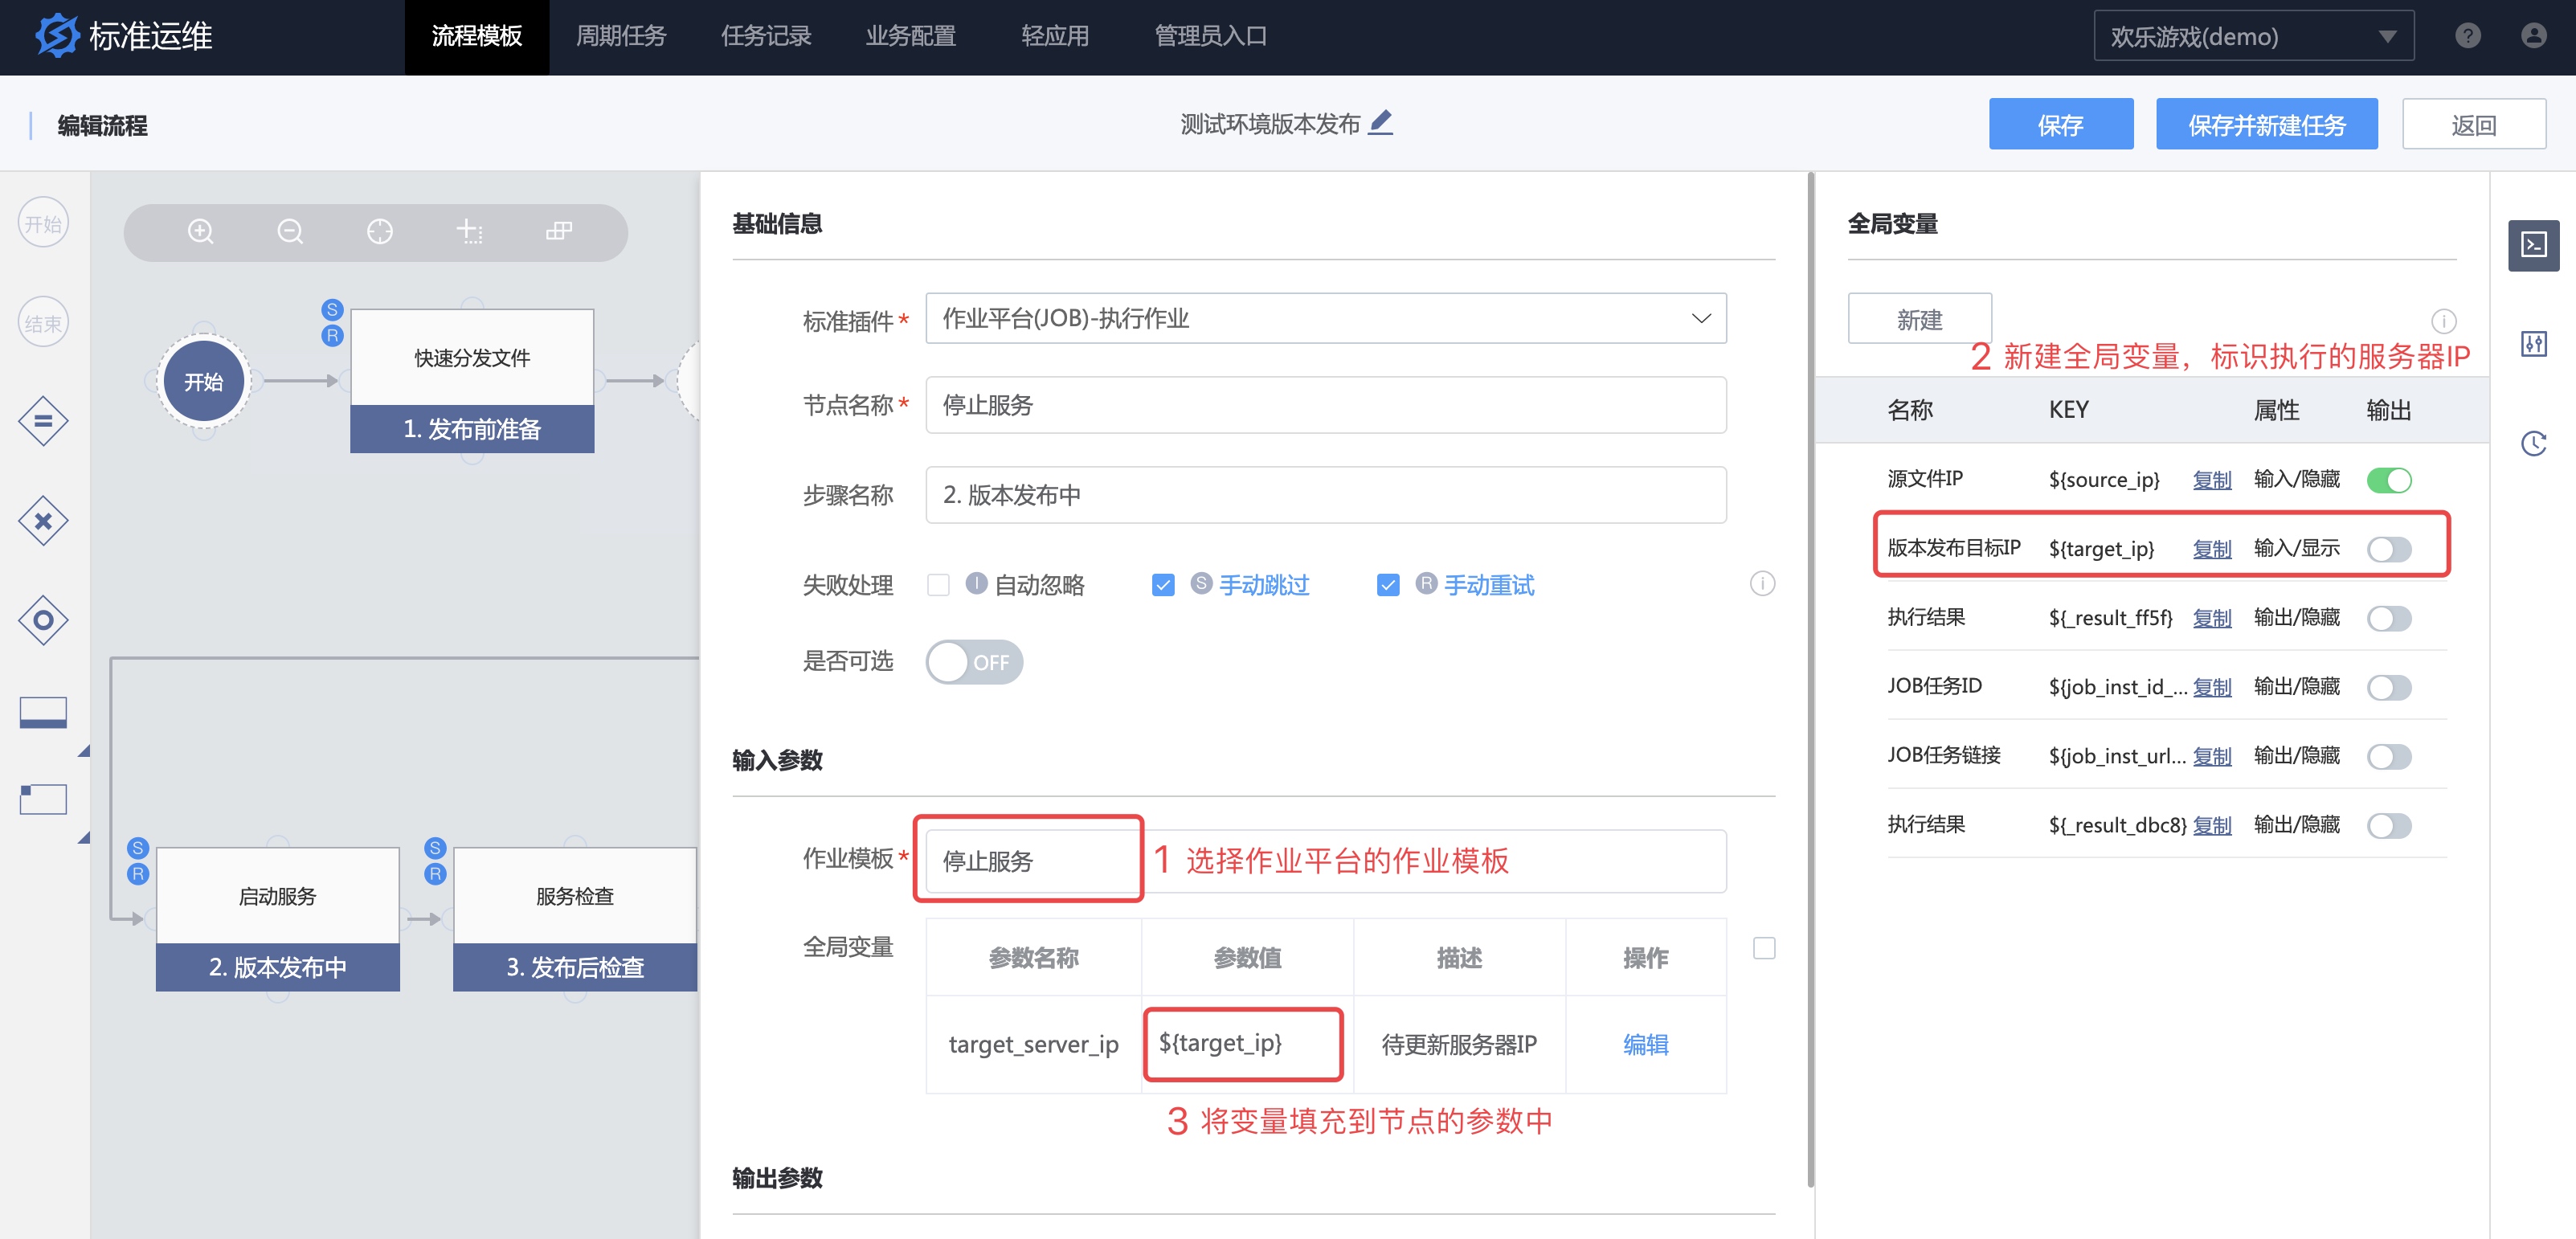 标准运维
流程模板 周期任务 任务记录 业务配置 轻应用 管理员入口
欢乐游戏(demo)
编辑流程
测试环境版本发布
保存 保存并新建任务 返回
开始
结束
S
R
开始
快速分发文件
1. 发布前准备
S
R
启动服务
2. 版本发布中
S
R
服务检查
3. 发布后检查
基础信息
标准插件* 作业平台(JOB)-执行作业
节点名称* 停止服务
步骤名称 2. 版本发布中
失败处理 I 自动忽略 S 手动跳过 R 手动重试
是否可选 OFF
输入参数
作业模板* 停止服务 1 选择作业平台的作业模板
全局变量 参数名称 参数值 描述 操作
target_server_ip ${target_ip} 待更新服务器IP 编辑
3 将变量填充到节点的参数中
输出参数
全局变量
新建
2 新建全局变量，标识执行的服务器IP
名称 KEY 属性 输出
源文件IP ${source_ip} 复制 输入/隐藏
版本发布目标IP ${target_ip} 复制 输入/显示
执行结果 ${_result_ff5f} 复制 输出/隐藏
JOB任务ID ${job_inst_id_... 复制 输出/隐藏
JOB任务链接 ${job_inst_url... 复制 输出/隐藏
执行结果 ${_result_dbc8} 复制 输出/隐藏